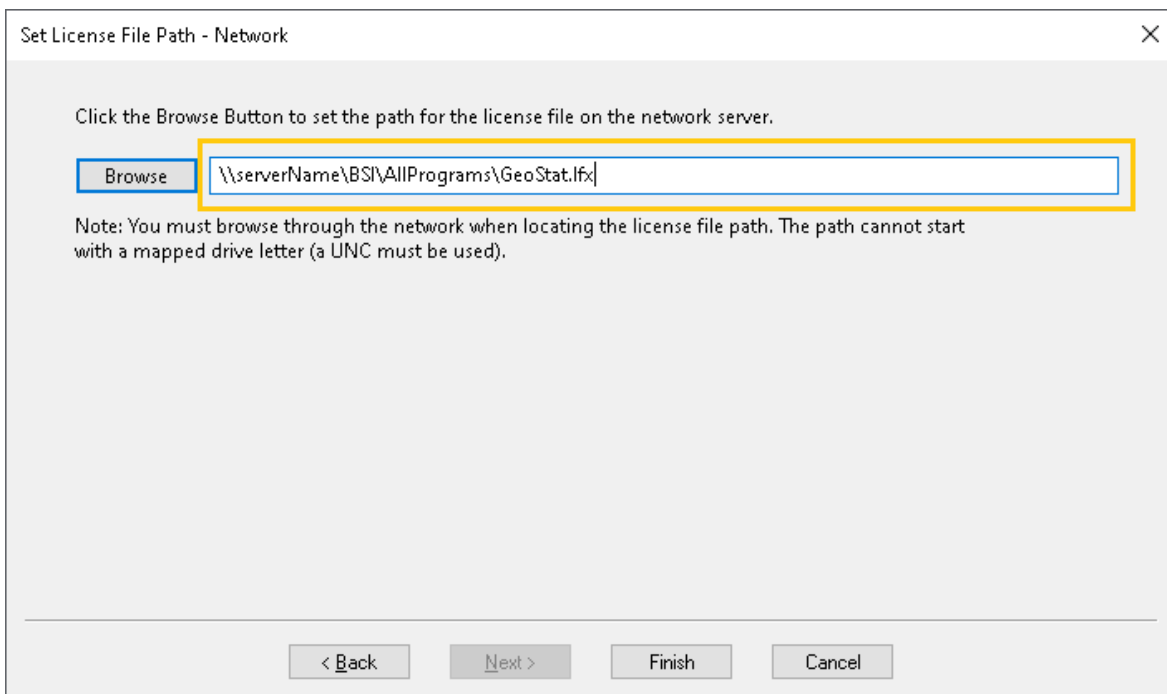 Set License File Path - Network
Click the Browse Button to set the path for the license file on the network server.
Browse \\serverName\BSI\AllPrograms\GeoStat.lfx
Note: You must browse through the network when locating the license file path. The path cannot start
with a mapped drive letter (a UNC must be used).
< Back Next > Finish Cancel